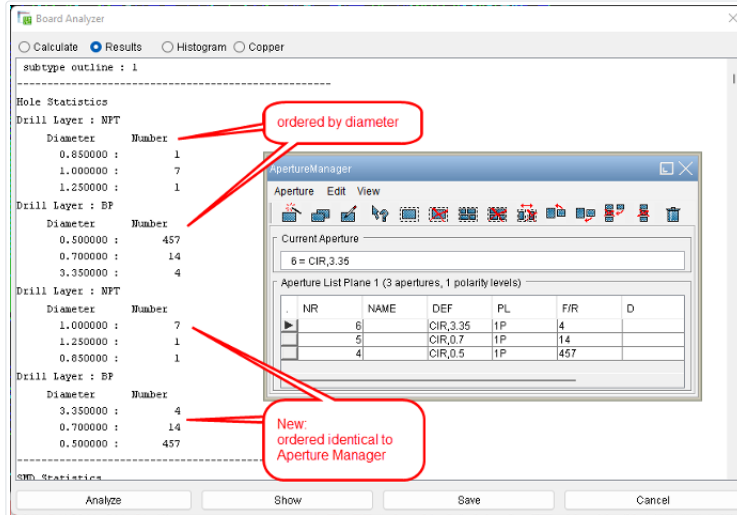 Board Analyzer
Calculate Results Histogram Copper
subtype outline : 1
--------------------------------------------------
Hole Statistics
Drill Layer : NPT
Diameter Number
0.850000 : 1
1.000000 : 7
1.250000 : 1
Drill Layer : BP
Diameter Number
0.500000 : 457
0.700000 : 14
3.350000 : 4
Drill Layer : NPT
Diameter Number
1.000000 : 7
1.250000 : 1
0.850000 : 1
Drill Layer : BP
Diameter Number
3.350000 : 4
0.700000 : 14
0.500000 : 457
--------------------------------------------------
SMD Statistics
ordered by diameter
ApertureManager
Aperture Edit View
Current Aperture
6 = CIR,3.35
Aperture List Plane 1 (3 apertures, 1 polarity levels)
. NR NAME DEF PL F/R D
6 CIR,3.35 1P 4
5 CIR,0.7 1P 14
4 CIR,0.5 1P 457
New:
ordered identical to
Aperture Manager
Analyze Show Save Cancel